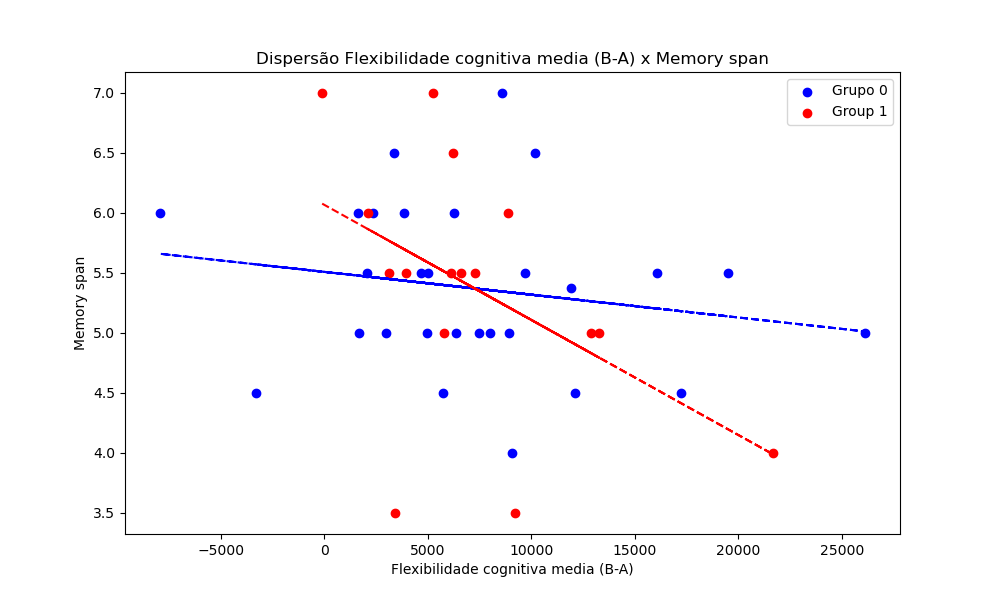 Dispersão Flexibilidade cognitiva media (B-A) x Memory span
Grupo 0
Group 1
7.0
6.5
6.0
5.5
5.0
4.5
4.0
3.5
Memory span
−5000 0 5000 10000 15000 20000 25000
Flexibilidade cognitiva media (B-A)